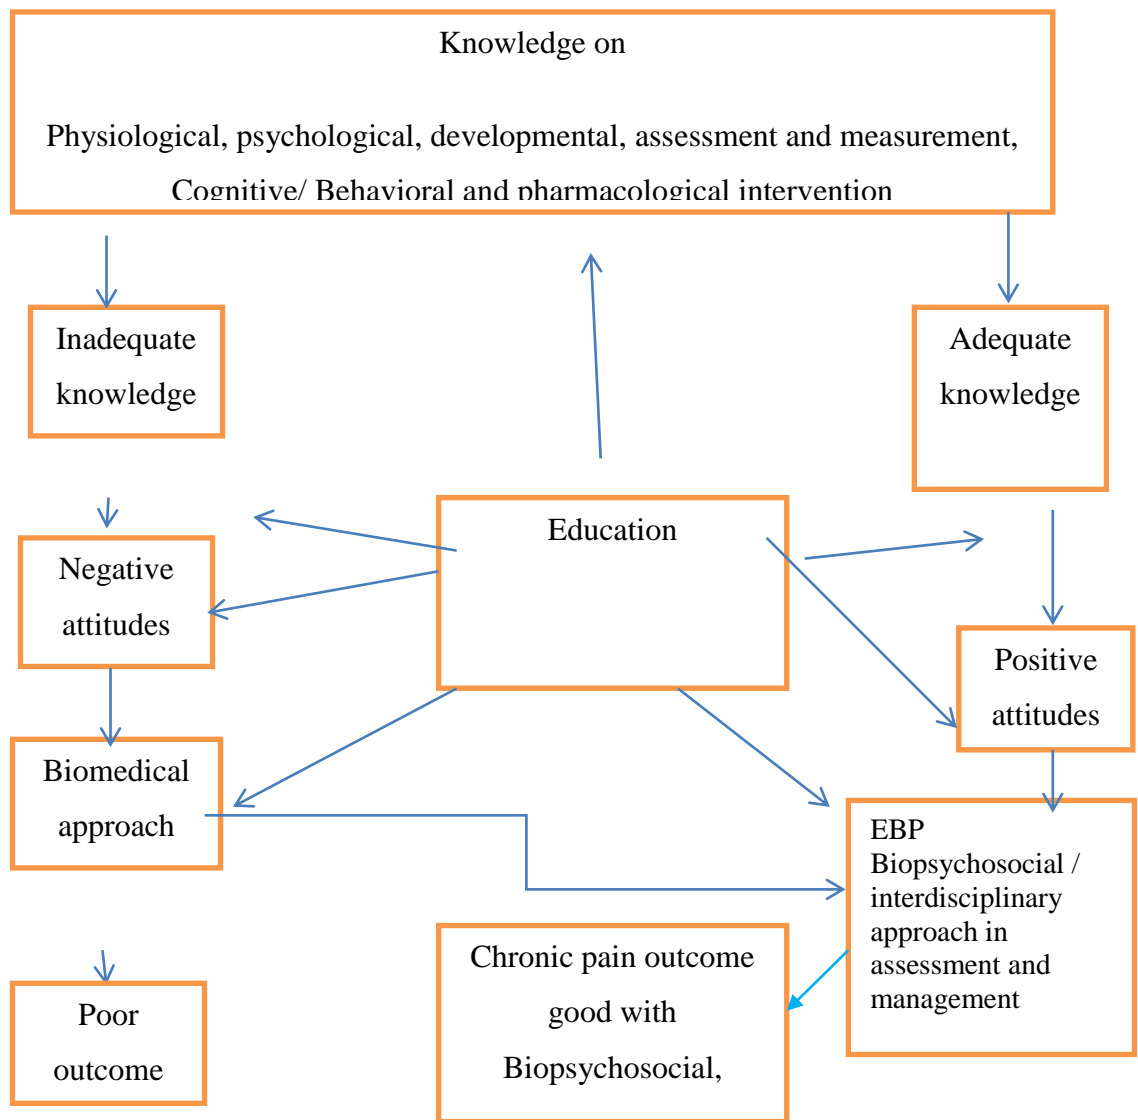 Knowledge on
Physiological, psychological, developmental, assessment and measurement,
Cognitive/ Behavioral and pharmacological intervention
Inadequate
knowledge
Adequate
knowledge
Education
Negative
attitudes
Positive
attitudes
Biomedical
approach
EBP
Biopsychosocial /
interdisciplinary
approach in
assessment and
management
Chronic pain outcome
good with
Biopsychosocial,
Poor
outcome